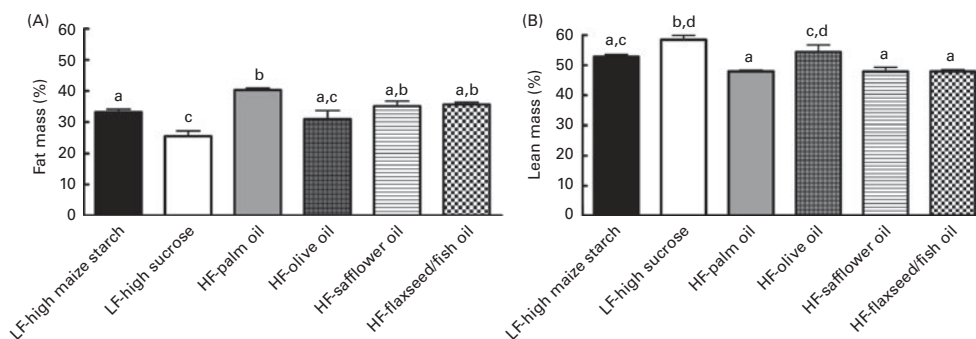 (A)
60
50
40
30
20
10
0
Fat mass (%)
a
c
b
a,c
a,b
a,b
LF-high maize starch
LF-high sucrose
HF-palm oil
HF-olive oil
HF-safflower oil
HF-flaxseed/fish oil
(B)
60
50
40
30
20
10
0
Lean mass (%)
a,c
b,d
a
c,d
a
a
LF-high maize starch
LF-high sucrose
HF-palm oil
HF-olive oil
HF-safflower oil
HF-flaxseed/fish oil